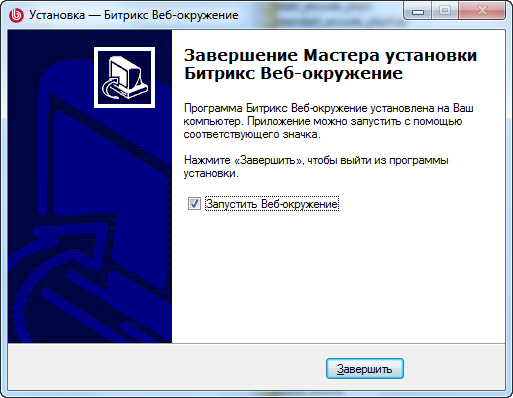 Установка — Битрикс Веб-окружение
Завершение Мастера установки
Битрикс Веб-окружение
Программа Битрикс Веб-окружение установлена на Ваш
компьютер. Приложение можно запустить с помощью
соответствующего значка.
Нажмите «Завершить», чтобы выйти из программы
установки.
Запустить Веб-окружение
Завершить